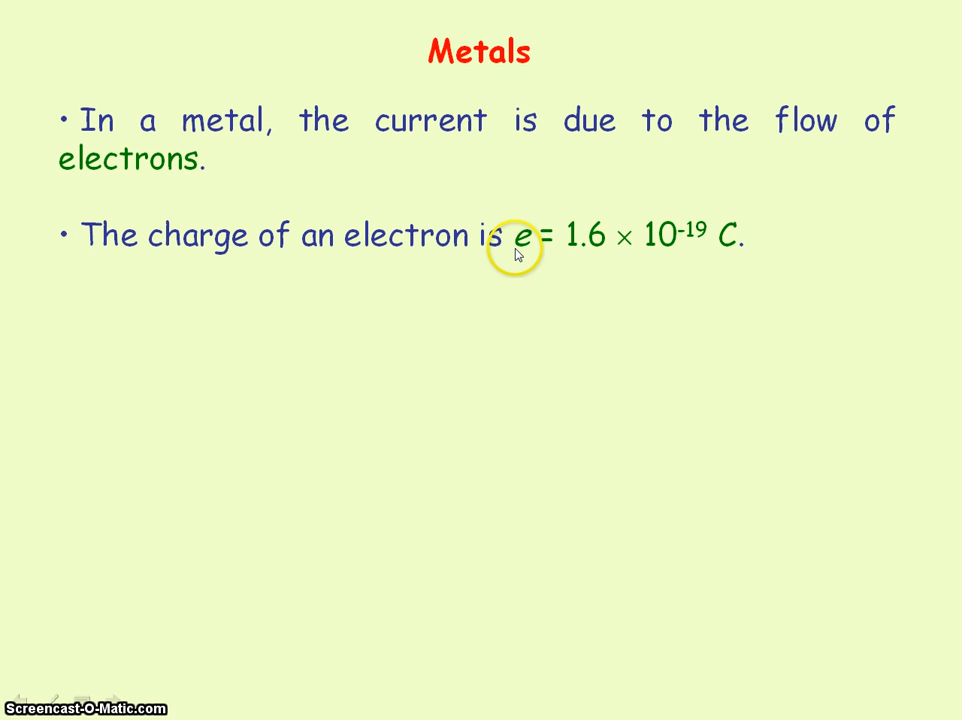 Metals
• In a metal, the current is due to the flow of
electrons.
• The charge of an electron is e = 1.6 × 10⁻¹⁹ C.
Screencast-O-Matic.com